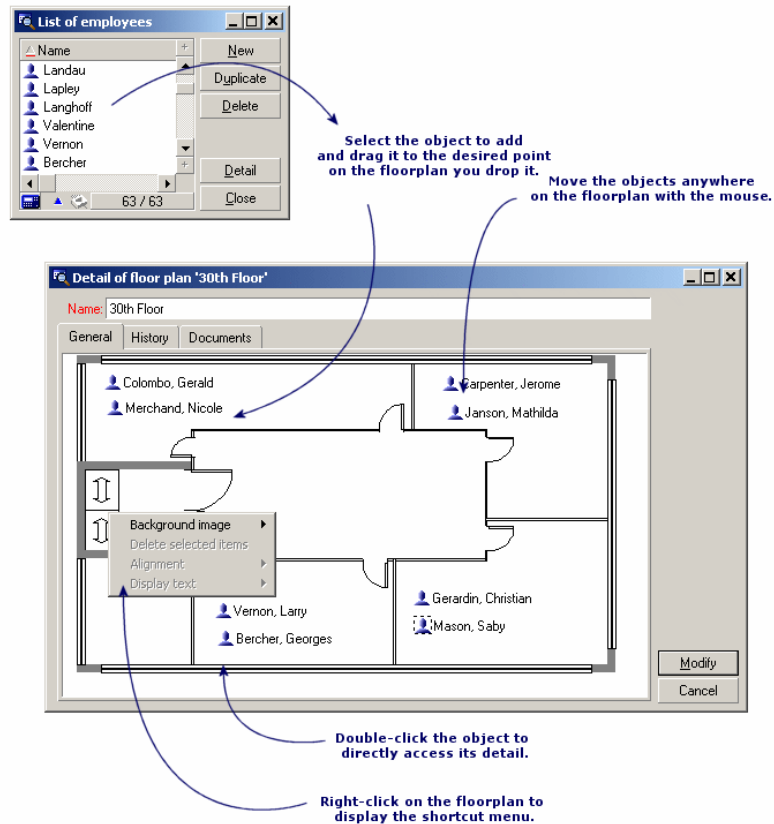 List of employees
Name
New
Landau
Lapley
Duplicate
Langhoff
Delete
Valentine
Vernon
Bercher
Detail
63 / 63
Close
Select the object to add
and drag it to the desired point
on the floorplan you drop it.
Move the objects anywhere
on the floorplan with the mouse.
Detail of floor plan '30th Floor'
Name: 30th Floor
General History Documents
Colombo, Gerald
Merchand, Nicole
Carpenter, Jerome
Janson, Mathilda
Background image
Delete selected items
Alignment
Display text
Vernon, Larry
Bercher, Georges
Gerardin, Christian
Mason, Saby
Modify
Cancel
Double-click the object to
directly access its detail.
Right-click on the floorplan to
display the shortcut menu.